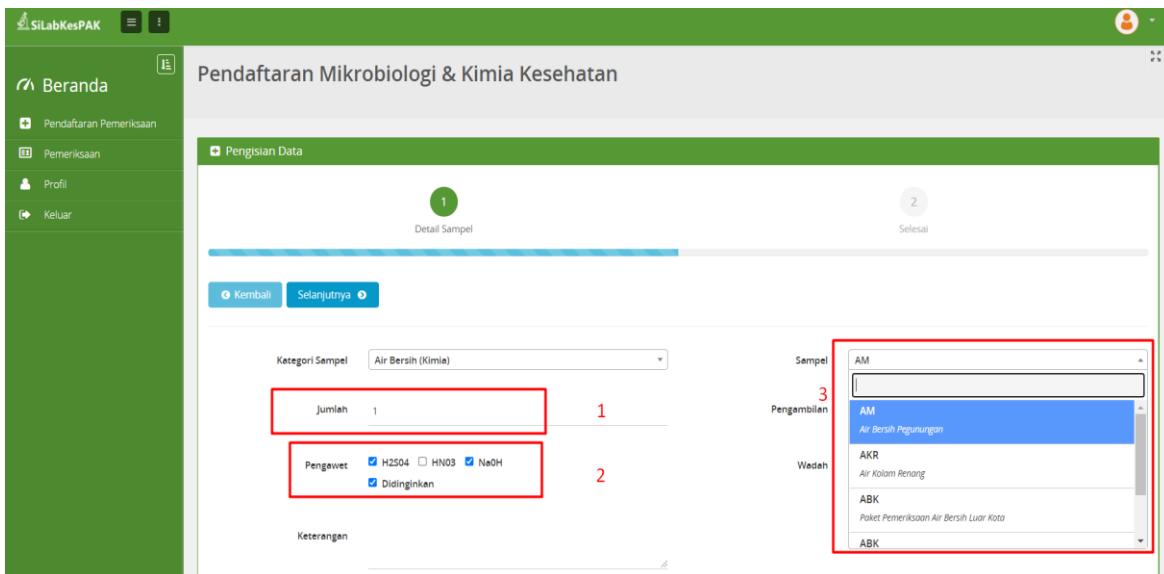 SiLabKesPAK
Beranda
Pendaftaran Pemeriksaan
Pemeriksaan
Profil
Keluar
Pendaftaran Mikrobiologi & Kimia Kesehatan
Pengisian Data
1
Detail Sampel
2
Selesai
Kembali
Selanjutnya
Kategori Sampel
Air Bersih (Kimia)
Jumlah
1
1
Pengawet
H2S04 HN03 Na0H
Didinginkan
2
Keterangan
Sampel
AM
3
Pengambilan
Wadah
AM
Air Bersih Pegunungan
AKR
Air Kolam Renang
ABK
Paket Pemeriksaan Air Bersih Luar Kota
ABK